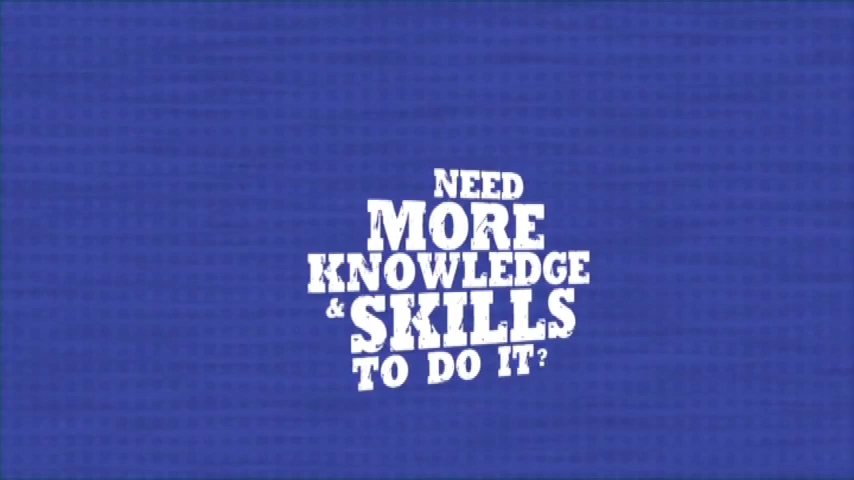 NEED
MORE
KNOWLEDGE
& SKILLS
TO DO IT?